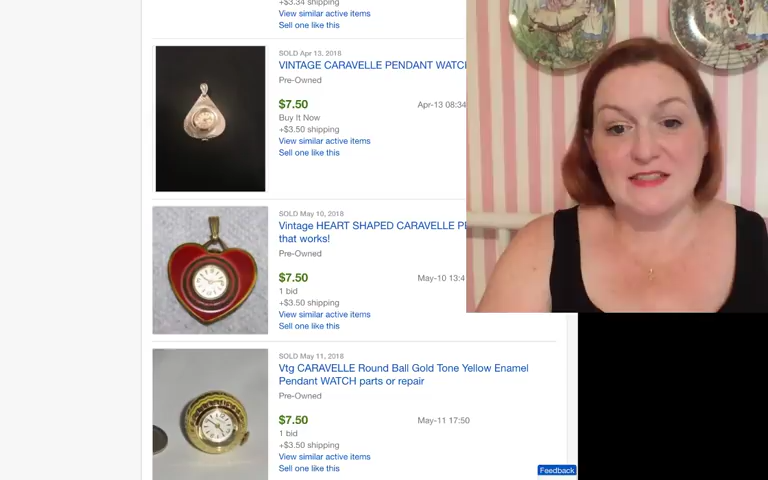 +$3.34 shipping
View similar active items
Sell one like this
SOLD Apr 13, 2018
VINTAGE CARAVELLE PENDANT WATCH
Pre-Owned
$7.50 Apr-13 08:34
Buy It Now
+$3.50 shipping
View similar active items
Sell one like this
SOLD May 10, 2018
Vintage HEART SHAPED CARAVELLE
that works!
Pre-Owned
$7.50 May-10 13:4
1 bid
+$3.50 shipping
View similar active items
Sell one like this
SOLD May 11, 2018
Vtg CARAVELLE Round Ball Gold Tone Yellow Enamel
Pendant WATCH parts or repair
Pre-Owned
$7.50 May-11 17:50
1 bid
+$3.50 shipping
View similar active items
Sell one like this
Feedback